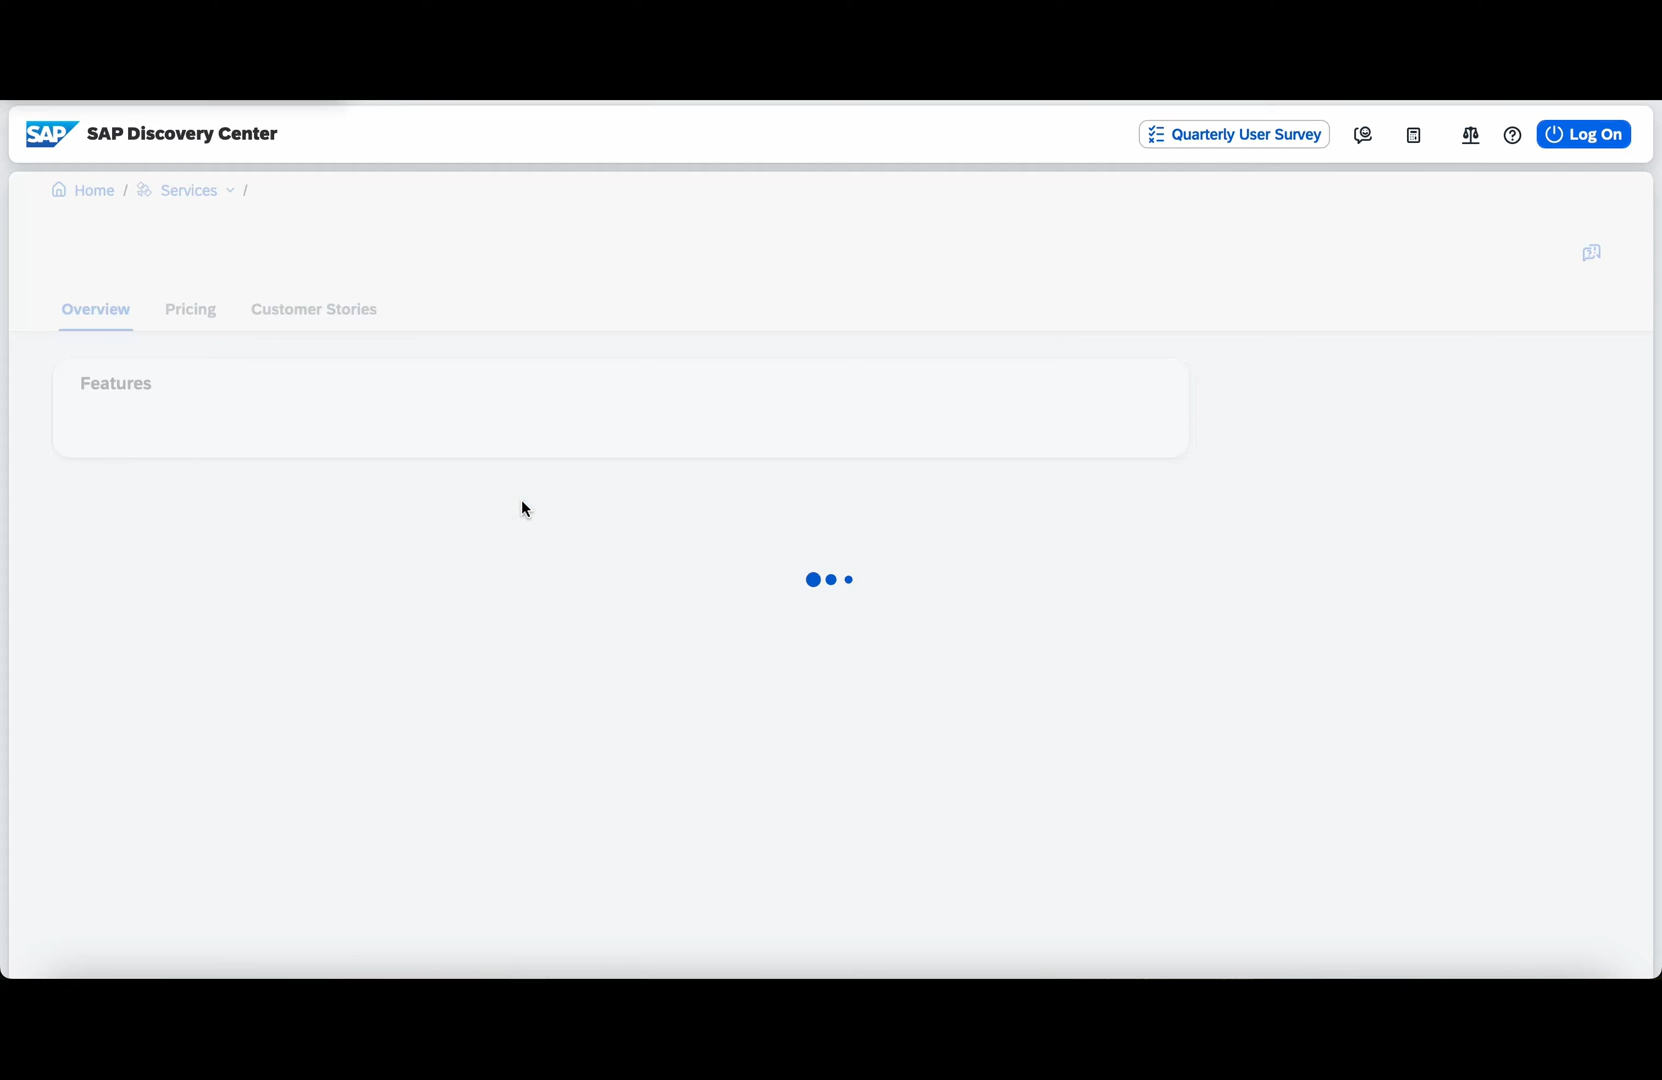 SAP SAP Discovery Center Quarterly User Survey Log On
Home / Services /
Overview Pricing Customer Stories
Features